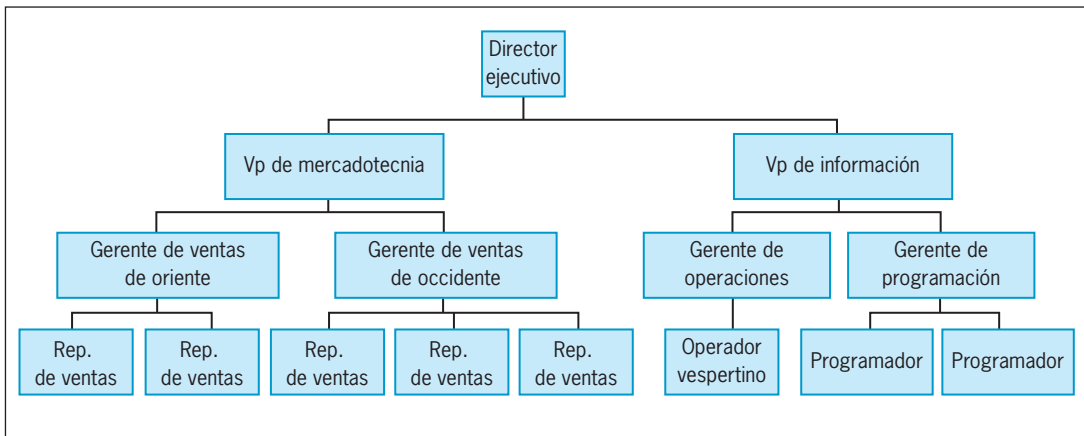 Director
ejecutivo
Vp de mercadotecnia
Vp de información
Gerente de ventas
de oriente
Gerente de ventas
de occidente
Gerente de
operaciones
Gerente de
programación
Rep.
de ventas
Rep.
de ventas
Rep.
de ventas
Rep.
de ventas
Rep.
de ventas
Operador
vespertino
Programador
Programador